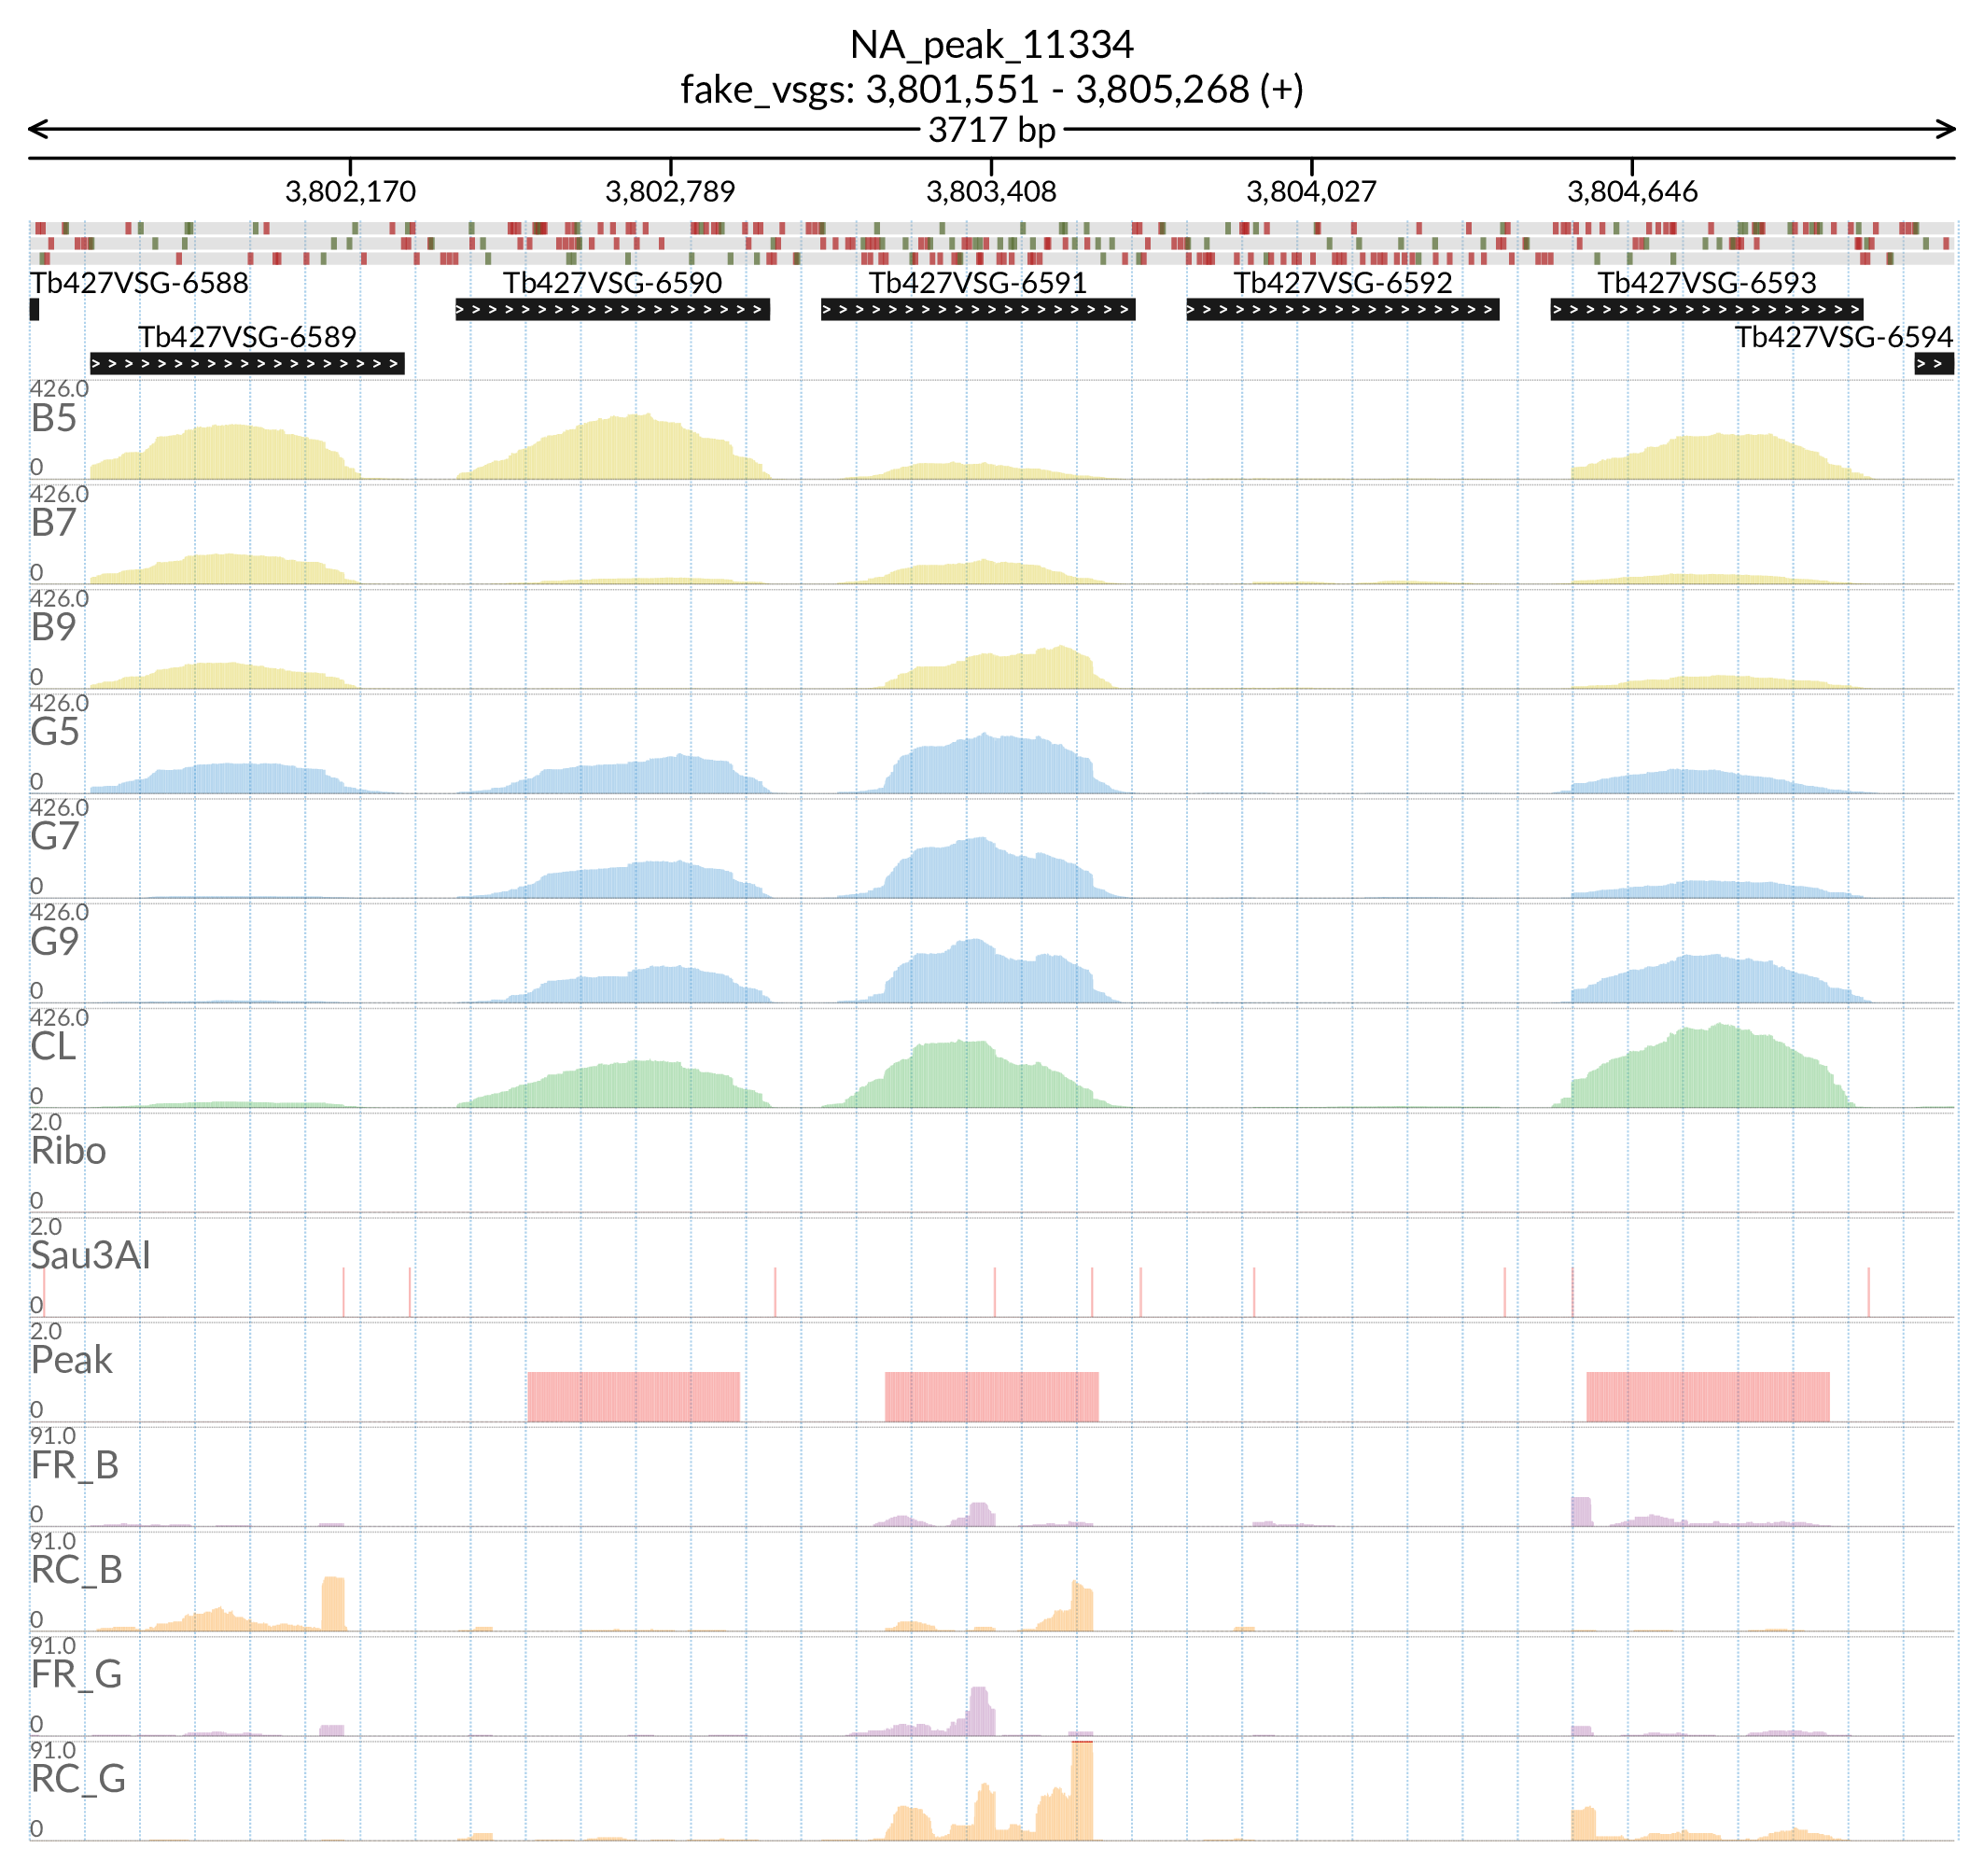 NA_peak_11334
fake_vsgs: 3,801,551 - 3,805,268 (+)
3717 bp
3,802,170 3,802,789 3,803,408 3,804,027 3,804,646
Tb427VSG-6588 Tb427VSG-6590 Tb427VSG-6591 Tb427VSG-6592 Tb427VSG-6593
Tb427VSG-6589 Tb427VSG-6594
426.0
B5
0
426.0
B7
0
426.0
B9
0
426.0
G5
0
426.0
G7
0
426.0
G9
0
426.0
CL
0
2.0
Ribo
0
2.0
Sau3AI
0
2.0
Peak
0
91.0
FR_B
0
91.0
RC_B
0
91.0
FR_G
0
91.0
RC_G
0